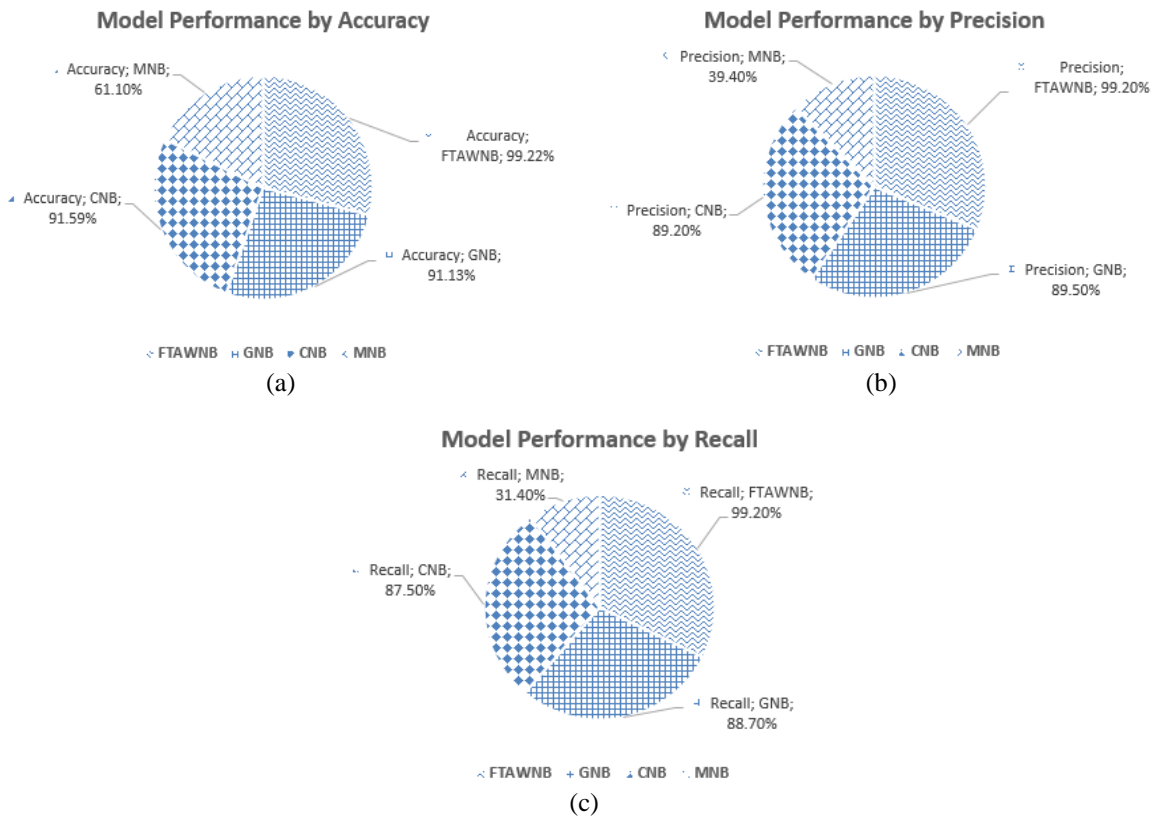 Model Performance by Accuracy
Accuracy; MNB;
61.10%
Accuracy;
FTAWNB; 99.22%
Accuracy; CNB;
91.59%
Accuracy; GNB;
91.13%
FTAWNB GNB CNB MNB
(a)
Model Performance by Precision
Precision; MNB;
39.40%
Precision;
FTAWNB; 99.20%
Precision; CNB;
89.20%
Precision; GNB;
89.50%
FTAWNB GNB CNB MNB
(b)
Model Performance by Recall
Recall; MNB;
31.40%
Recall; FTAWNB;
99.20%
Recall; CNB;
87.50%
Recall; GNB;
88.70%
FTAWNB GNB CNB MNB
(c)